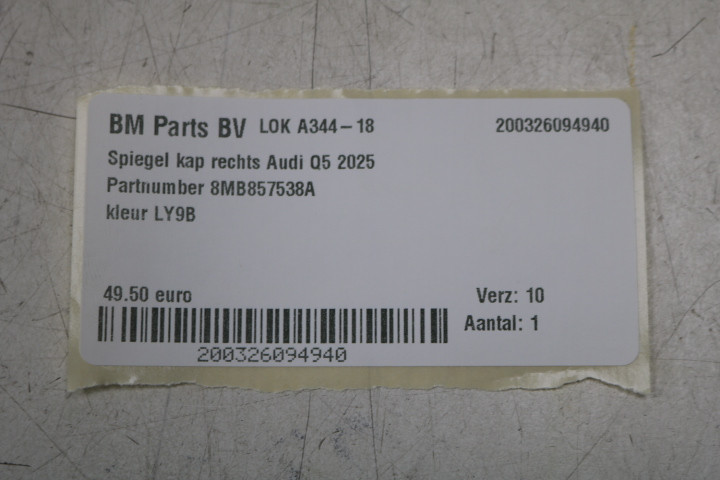 BM Parts BV LOK A344-18 200326094940
Spiegel kap rechts Audi Q5 2025
Partnumber 8MB857538A
kleur LY9B
49.50 euro Verz: 10
Aantal: 1
200326094940